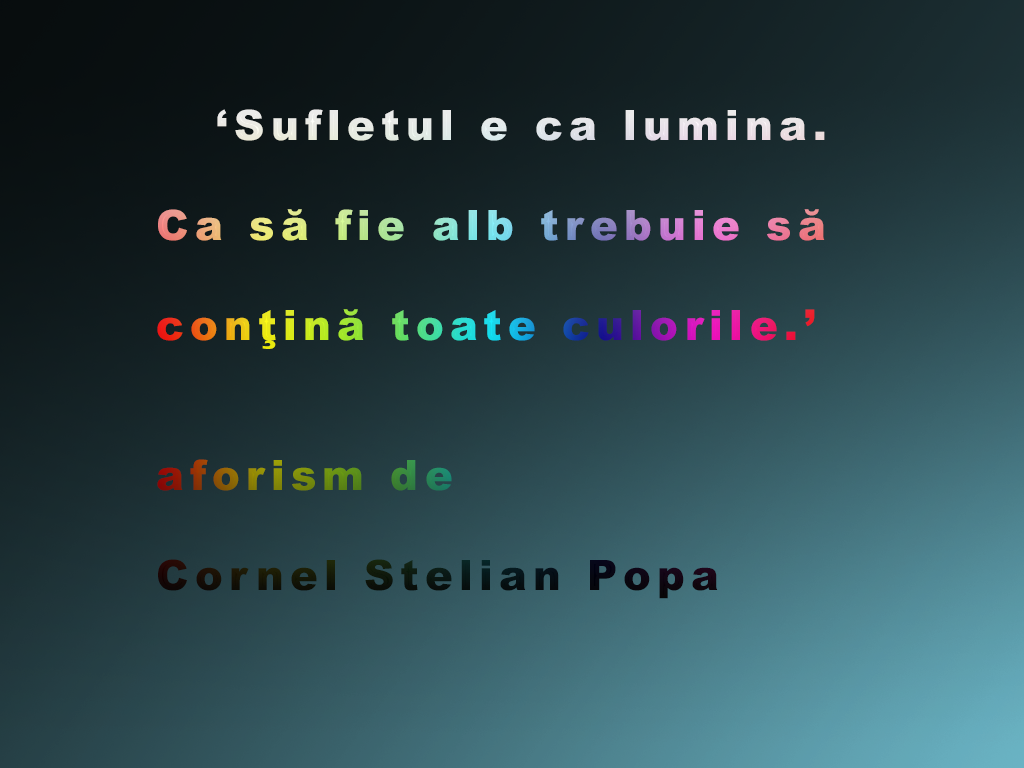 ‘Sufletul e ca lumina.
Ca să fie alb trebuie să
conţină toate culorile.’
aforism de
Cornel Stelian Popa